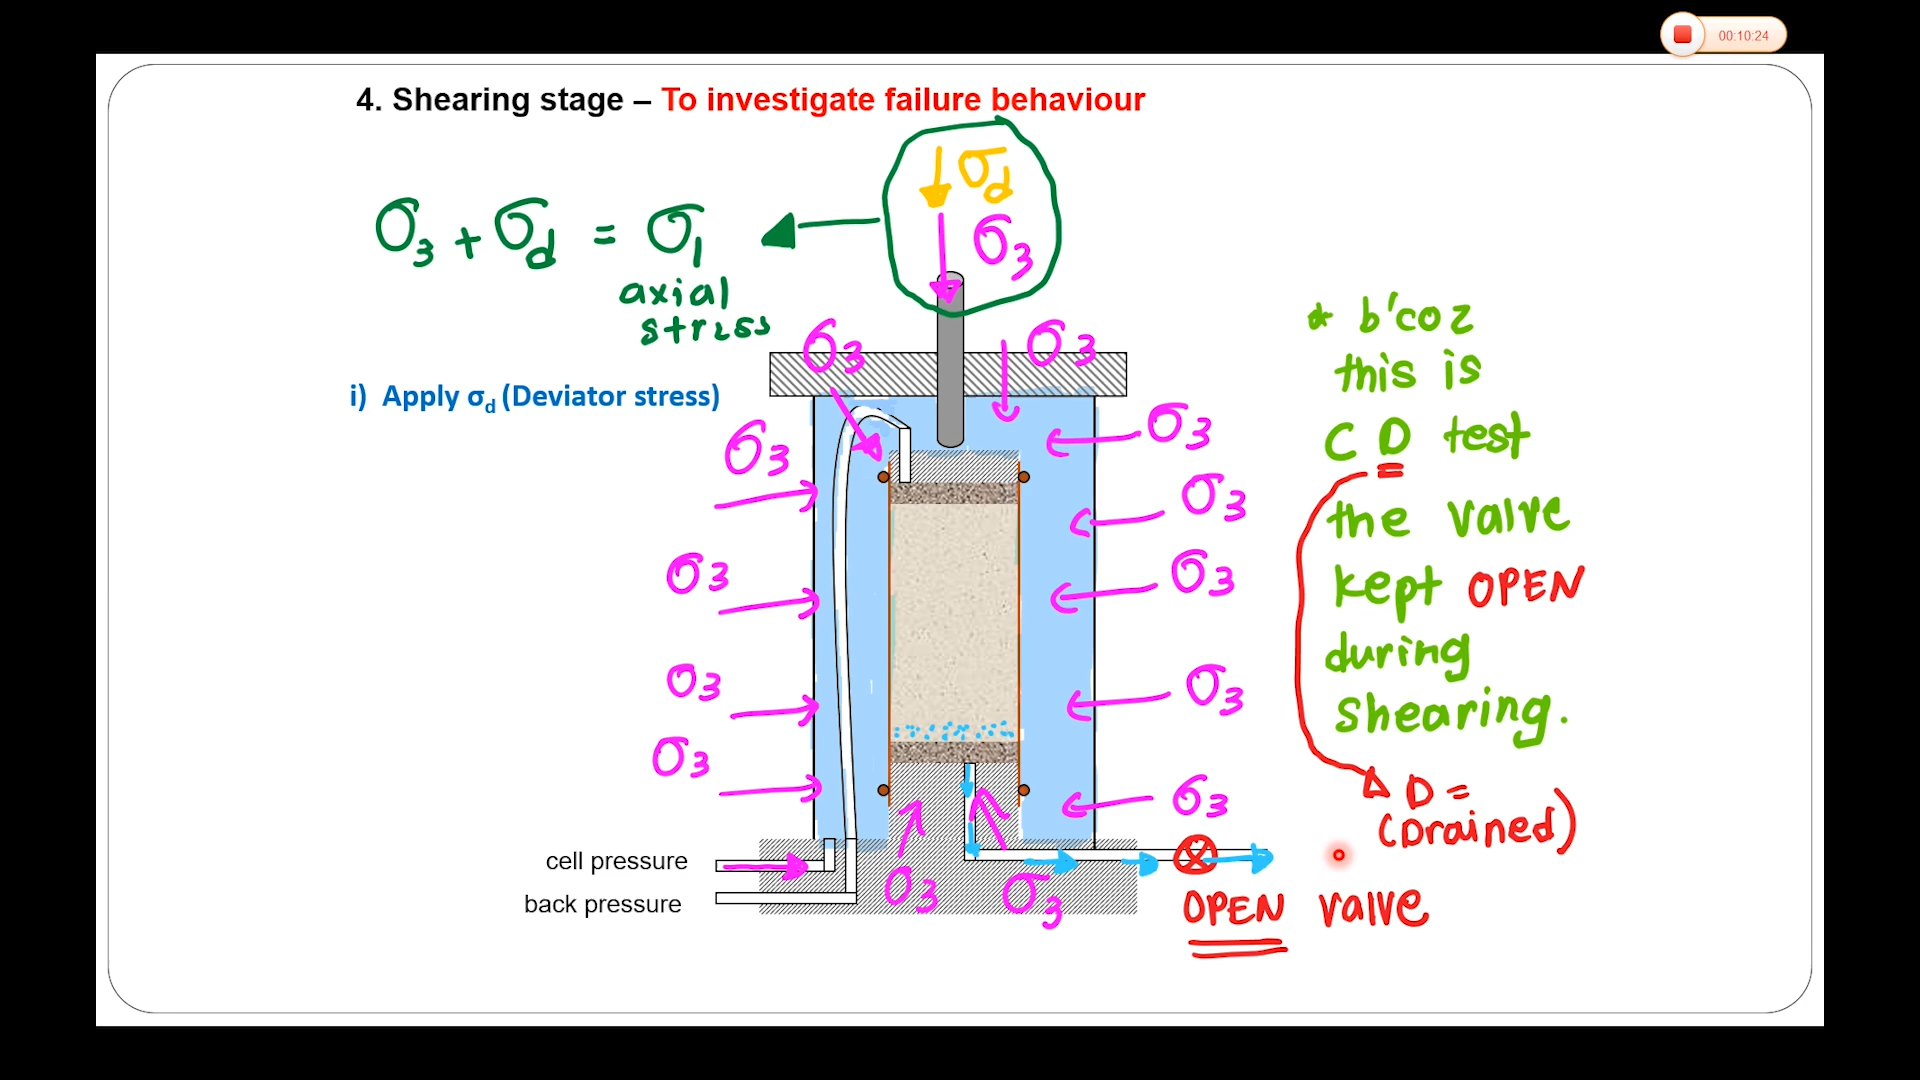 00:10:24
4. Shearing stage – To investigate failure behaviour
σd
σ3
σ3 + σd = σ1
axial
stress
i) Apply σd (Deviator stress)
σ3
σ3
σ3
σ3
σ3
σ3
σ3
σ3
σ3
σ3
σ3
σ3
σ3
* b'coz
this is
CD test
the valve
kept OPEN
during
shearing.
D =
(Drained)
cell pressure
back pressure
OPEN valve